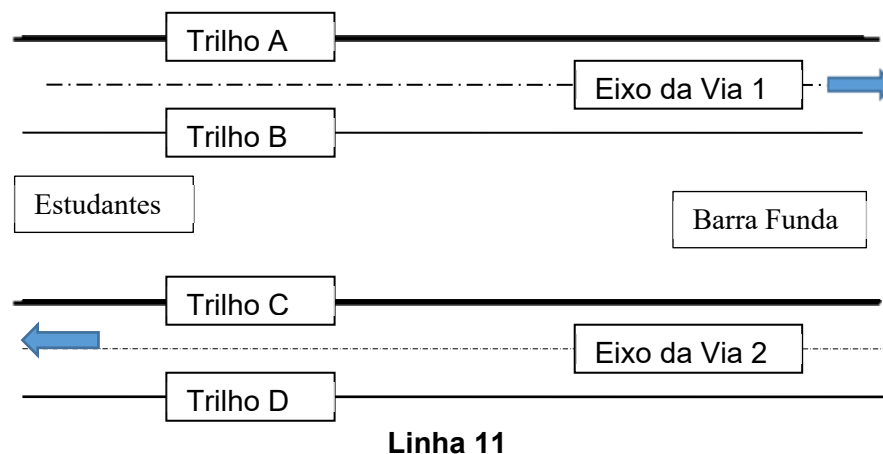 Trilho A
Eixo da Via 1
Trilho B
Estudantes
Barra Funda
Trilho C
Eixo da Via 2
Trilho D
Linha 11